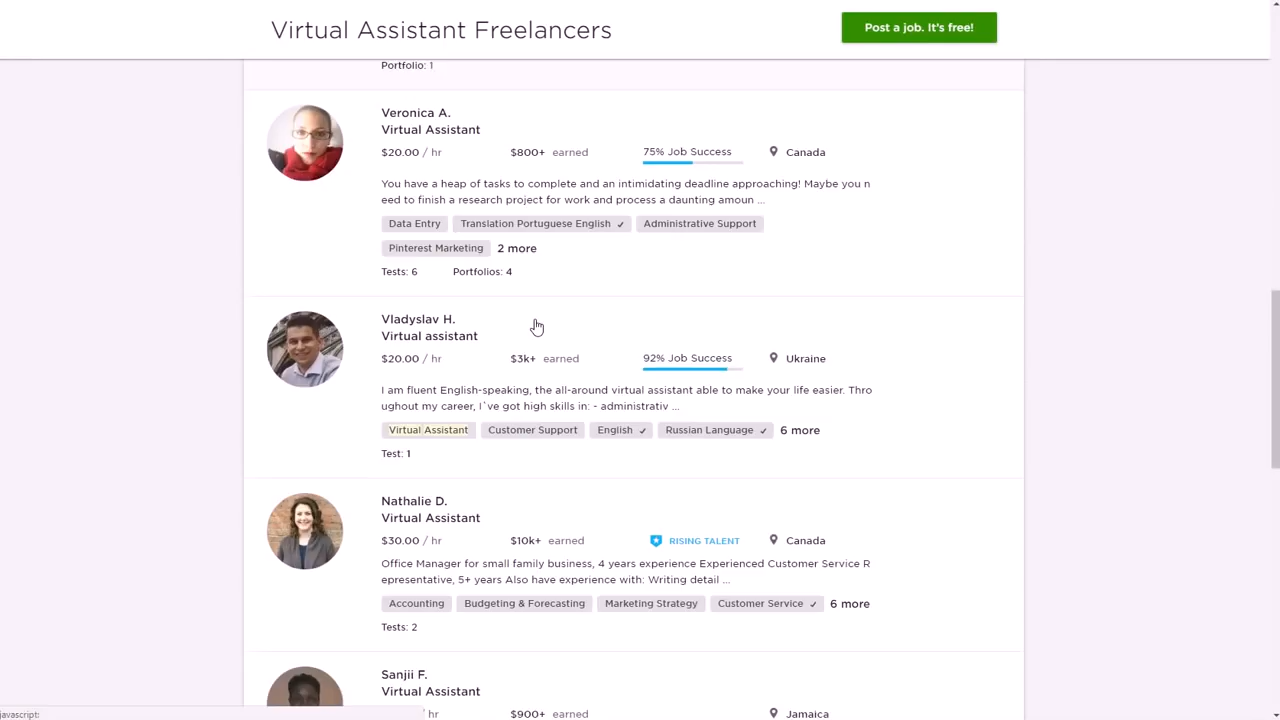 Virtual Assistant Freelancers
Post a job. It's free!
Portfolio: 1
Veronica A.
Virtual Assistant
$20.00 / hr $800+ earned 75% Job Success Canada
You have a heap of tasks to complete and an intimidating deadline approaching! Maybe you n
eed to finish a research project for work and process a daunting amoun ...
Data Entry Translation Portuguese English ✓ Administrative Support
Pinterest Marketing 2 more
Tests: 6 Portfolios: 4
Vladyslav H.
Virtual assistant
$20.00 / hr $3k+ earned 92% Job Success Ukraine
I am fluent English-speaking, the all-around virtual assistant able to make your life easier. Thro
ughout my career, I`ve got high skills in: - administrativ ...
Virtual Assistant Customer Support English ✓ Russian Language ✓ 6 more
Test: 1
Nathalie D.
Virtual Assistant
$30.00 / hr $10k+ earned RISING TALENT Canada
Office Manager for small family business, 4 years experience Experienced Customer Service R
epresentative, 5+ years Also have experience with: Writing detail ...
Accounting Budgeting & Forecasting Marketing Strategy Customer Service ✓ 6 more
Tests: 2
Sanjii F.
Virtual Assistant
/ hr $900+ earned Jamaica
javascript: